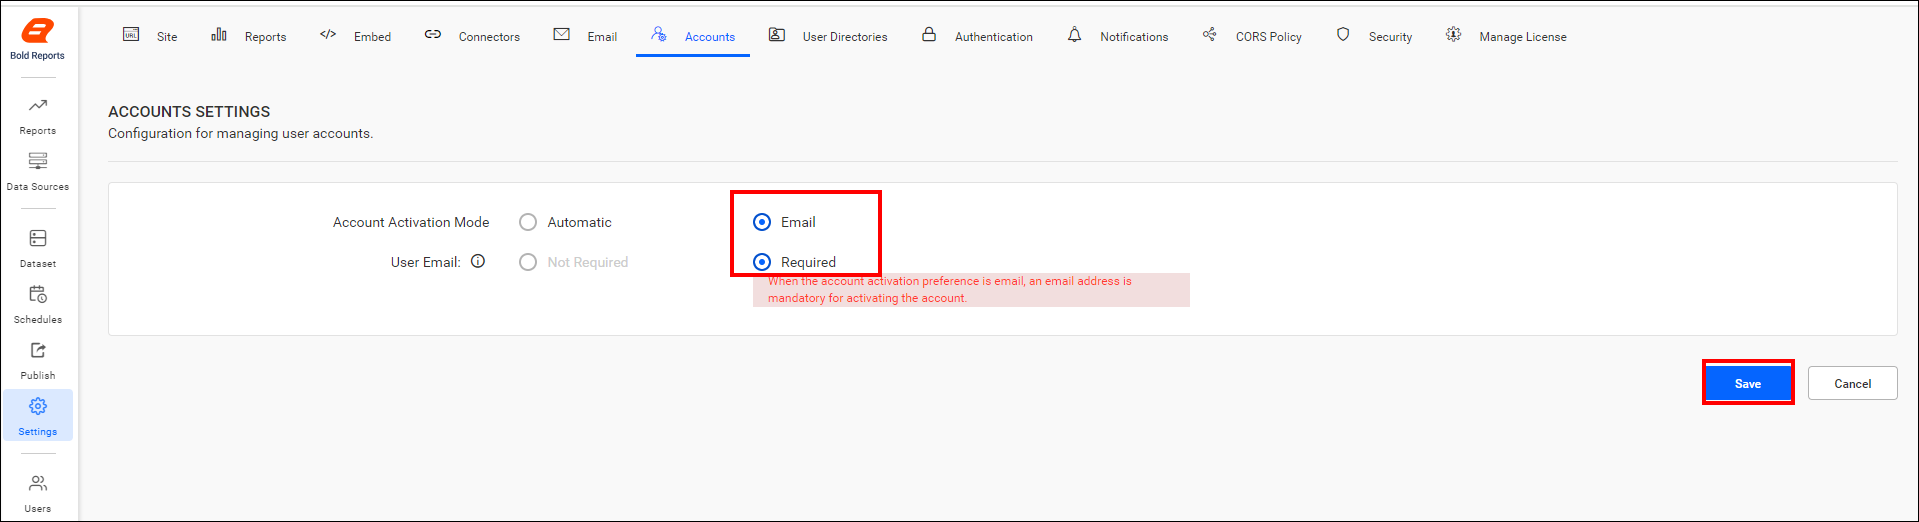 Bold Reports
Reports
Data Sources
Dataset
Schedules
Publish
Settings
Users
URL Site Reports Embed Connectors Email Accounts User Directories Authentication Notifications CORS Policy Security Manage License
ACCOUNTS SETTINGS
Configuration for managing user accounts.
Account Activation Mode Automatic Email
User Email: Not Required Required
When the account activation preference is email, an email address is
mandatory for activating the account.
Save Cancel